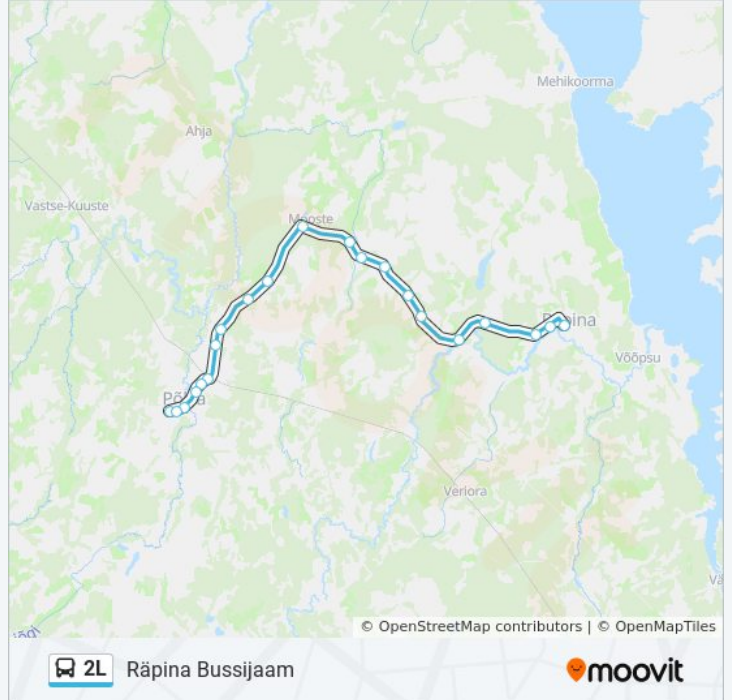 Mehikoorma
Ahja
Vastse-Kuuste
Mooste
Räpina
Võõpsu
Põlva
Veriora
© OpenStreetMap contributors | © OpenMapTiles
2L
Räpina Bussijaam
moovit